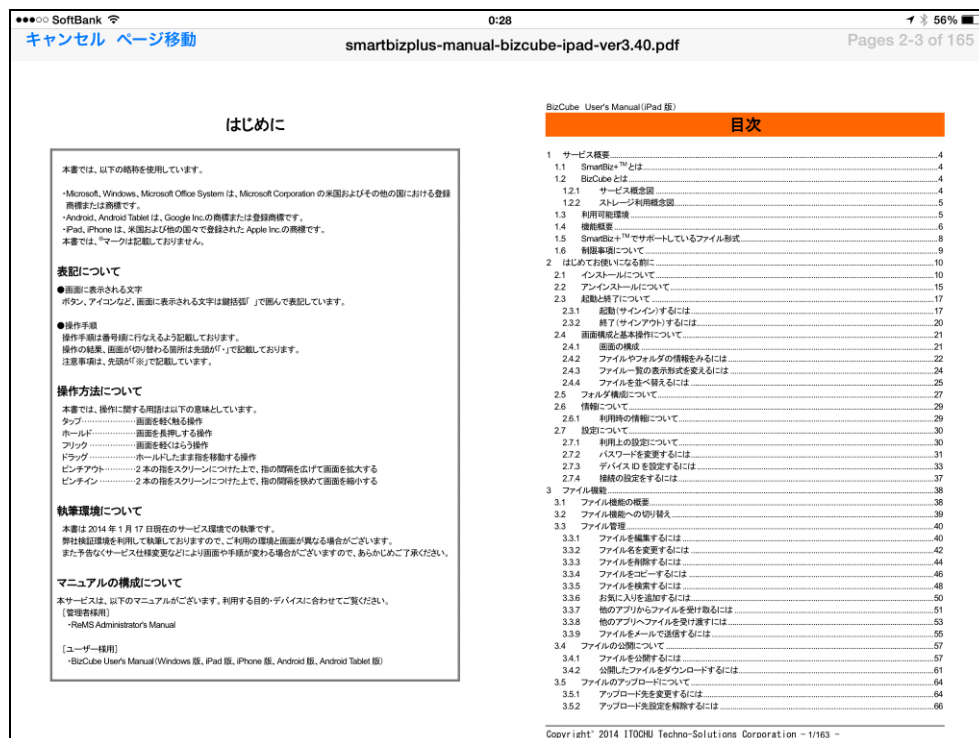 SoftBank
0:28
56%
キャンセル ページ移動
smartbizplus-manual-bizcube-ipad-ver3.40.pdf
Pages 2-3 of 165
はじめに
本書では、以下の略称を使用しています。
・Microsoft、Windows、Microsoft Office System は、Microsoft Corporation の米国およびその他の国における登録
商標または商標です。
・Android、Android Tablet は、Google Inc.の商標または登録商標です。
・iPad、iPhone は、米国および他の国々で登録された Apple Inc.の商標です。
本書では、®マークは記載しておりません。
表記について
●画面に表示される文字
ボタン、アイコンなど、画面に表示される文字は鍵括弧「 」で囲んで表記しています。
●操作手順
操作手順は番号順に行なえるよう記載しております。
操作の結果、画面が切り替わる箇所は先頭が「・」で記載しております。
注意事項は、先頭が「※」で記載しています。
操作方法について
本書では、操作に関する用語は以下の意味としています。
タップ……………画面を軽く触る操作
ホールド…………画面を長押しする操作
フリック…………画面を軽くはらう操作
ドラッグ…………ホールドしたまま指を移動する操作
ピンチアウト………2 本の指をスクリーンにつけた上で、指の間隔を広げて画面を拡大する
ピンチイン…………2 本の指をスクリーンにつけた上で、指の間隔を狭めて画面を縮小する
執筆環境について
本書は 2014 年 1 月 17 日現在のサービス環境での執筆です。
弊社検証環境を利用して執筆しておりますので、ご利用の環境と画面が異なる場合がございます。
また予告なくサービス仕様変更などにより画面や手順が変わる場合がございますので、あらかじめご了承ください。
マニュアルの構成について
本サービスは、以下のマニュアルがございます。利用する目的・デバイスに合わせてご覧ください。
［管理者様用］
・ReMS Administrator's Manual
［ユーザー様用］
・BizCube User's Manual（Windows 版、iPad 版、iPhone 版、Android 版、Android Tablet 版）
BizCube User's Manual（iPad 版）
目次
1 サービス概要 4
1.1 SmartBiz+™とは 4
1.2 BizCube とは 4
1.2.1 サービス概念図 4
1.2.2 ストレージ利用概念図 5
1.3 利用可能環境 5
1.4 機能概要 6
1.5 SmartBiz+™でサポートしているファイル形式 8
1.6 制限事項について 9
2 はじめてお使いになる前に 10
2.1 インストールについて 10
2.2 アンインストールについて 15
2.3 起動と終了について 17
2.3.1 起動（サインイン）するには 17
2.3.2 終了（サインアウト）するには 20
2.4 画面構成と基本操作について 21
2.4.1 画面の構成 21
2.4.2 ファイルやフォルダの情報をみるには 22
2.4.3 ファイル一覧の表示形式を変えるには 24
2.4.4 ファイルを並べ替えるには 25
2.5 フォルダ構成について 27
2.6 情報について 29
2.6.1 利用時の情報について 29
2.7 設定について 30
2.7.1 利用上の設定について 30
2.7.2 パスワードを変更するには 31
2.7.3 デバイス ID を設定するには 33
2.7.4 接続の設定をするには 37
3 ファイル機能 38
3.1 ファイル機能の概要 38
3.2 ファイル機能への切り替え 39
3.3 ファイル管理 40
3.3.1 ファイルを編集するには 40
3.3.2 ファイル名を変更するには 42
3.3.3 ファイルを削除するには 44
3.3.4 ファイルをコピーするには 46
3.3.5 ファイルを検索するには 48
3.3.6 お気に入りを追加するには 50
3.3.7 他のアプリからファイルを受け取るには 51
3.3.8 他のアプリへファイルを受け渡すには 53
3.3.9 ファイルをメールで送信するには 55
3.4 ファイルの公開について 57
3.4.1 ファイルを公開するには 57
3.4.2 公開したファイルをダウンロードするには 61
3.5 ファイルのアップロードについて 64
3.5.1 アップロード先を変更するには 64
3.5.2 アップロード先設定を解除するには 66
Copyright© 2014 ITOCHU Techno-Solutions Corporation - 1/163 -